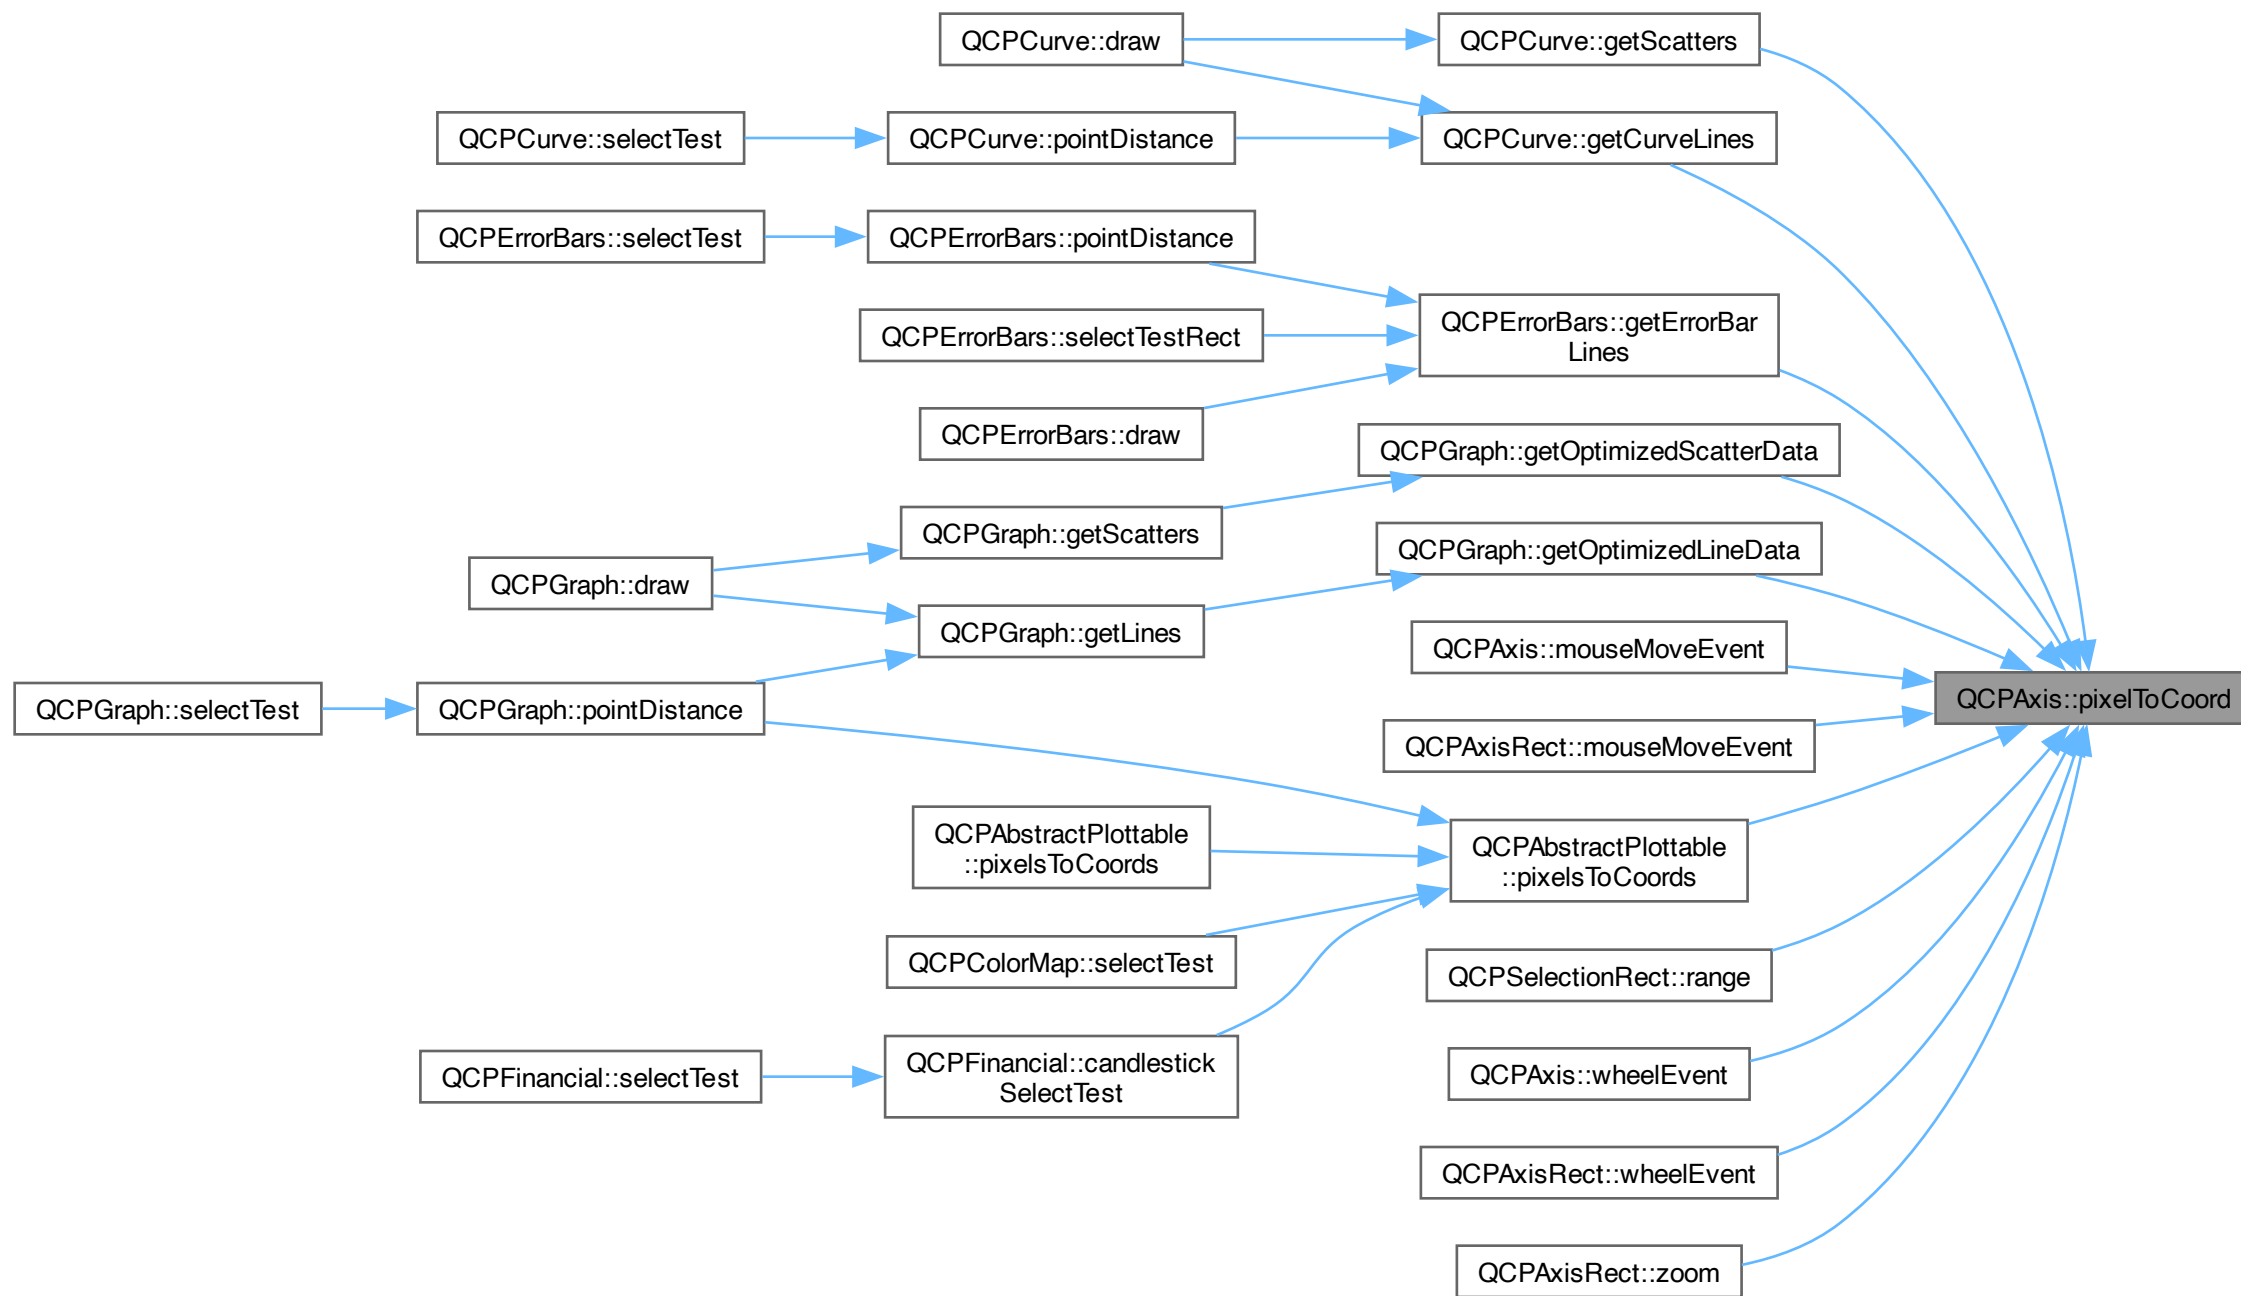 QCPCurve::draw
QCPCurve::getScatters
QCPCurve::selectTest
QCPCurve::pointDistance
QCPCurve::getCurveLines
QCPErrorBars::selectTest
QCPErrorBars::pointDistance
QCPErrorBars::selectTestRect
QCPErrorBars::getErrorBar
Lines
QCPErrorBars::draw
QCPGraph::getOptimizedScatterData
QCPGraph::getScatters
QCPGraph::getOptimizedLineData
QCPGraph::draw
QCPGraph::getLines
QCPAxis::mouseMoveEvent
QCPGraph::selectTest
QCPGraph::pointDistance
QCPAxis::pixelToCoord
QCPAxisRect::mouseMoveEvent
QCPAbstractPlottable
::pixelsToCoords
QCPAbstractPlottable
::pixelsToCoords
QCPColorMap::selectTest
QCPSelectionRect::range
QCPFinancial::selectTest
QCPFinancial::candlestick
SelectTest
QCPAxis::wheelEvent
QCPAxisRect::wheelEvent
QCPAxisRect::zoom